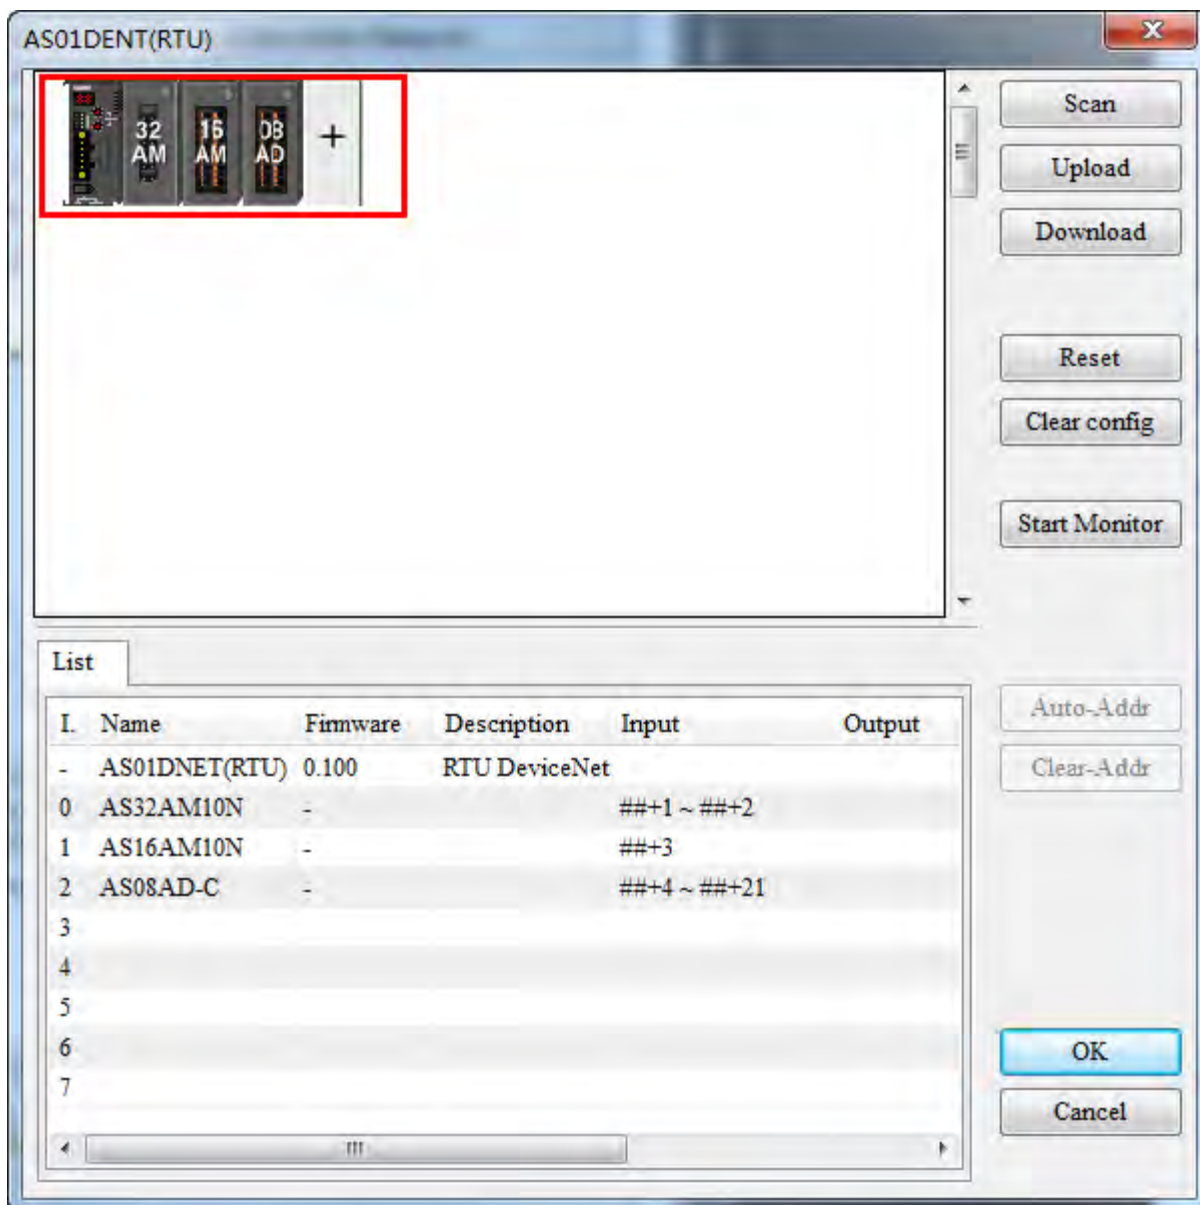 AS01DENT(RTU)
32 AM
16 AM
08 AD
+
Scan
Upload
Download
Reset
Clear config
Start Monitor
List
I. Name Firmware Description Input Output
- AS01DNET(RTU) 0.100 RTU DeviceNet
0 AS32AM10N - ##+1 ~ ##+2
1 AS16AM10N - ##+3
2 AS08AD-C - ##+4 ~ ##+21
3
4
5
6
7
Auto-Addr
Clear-Addr
OK
Cancel